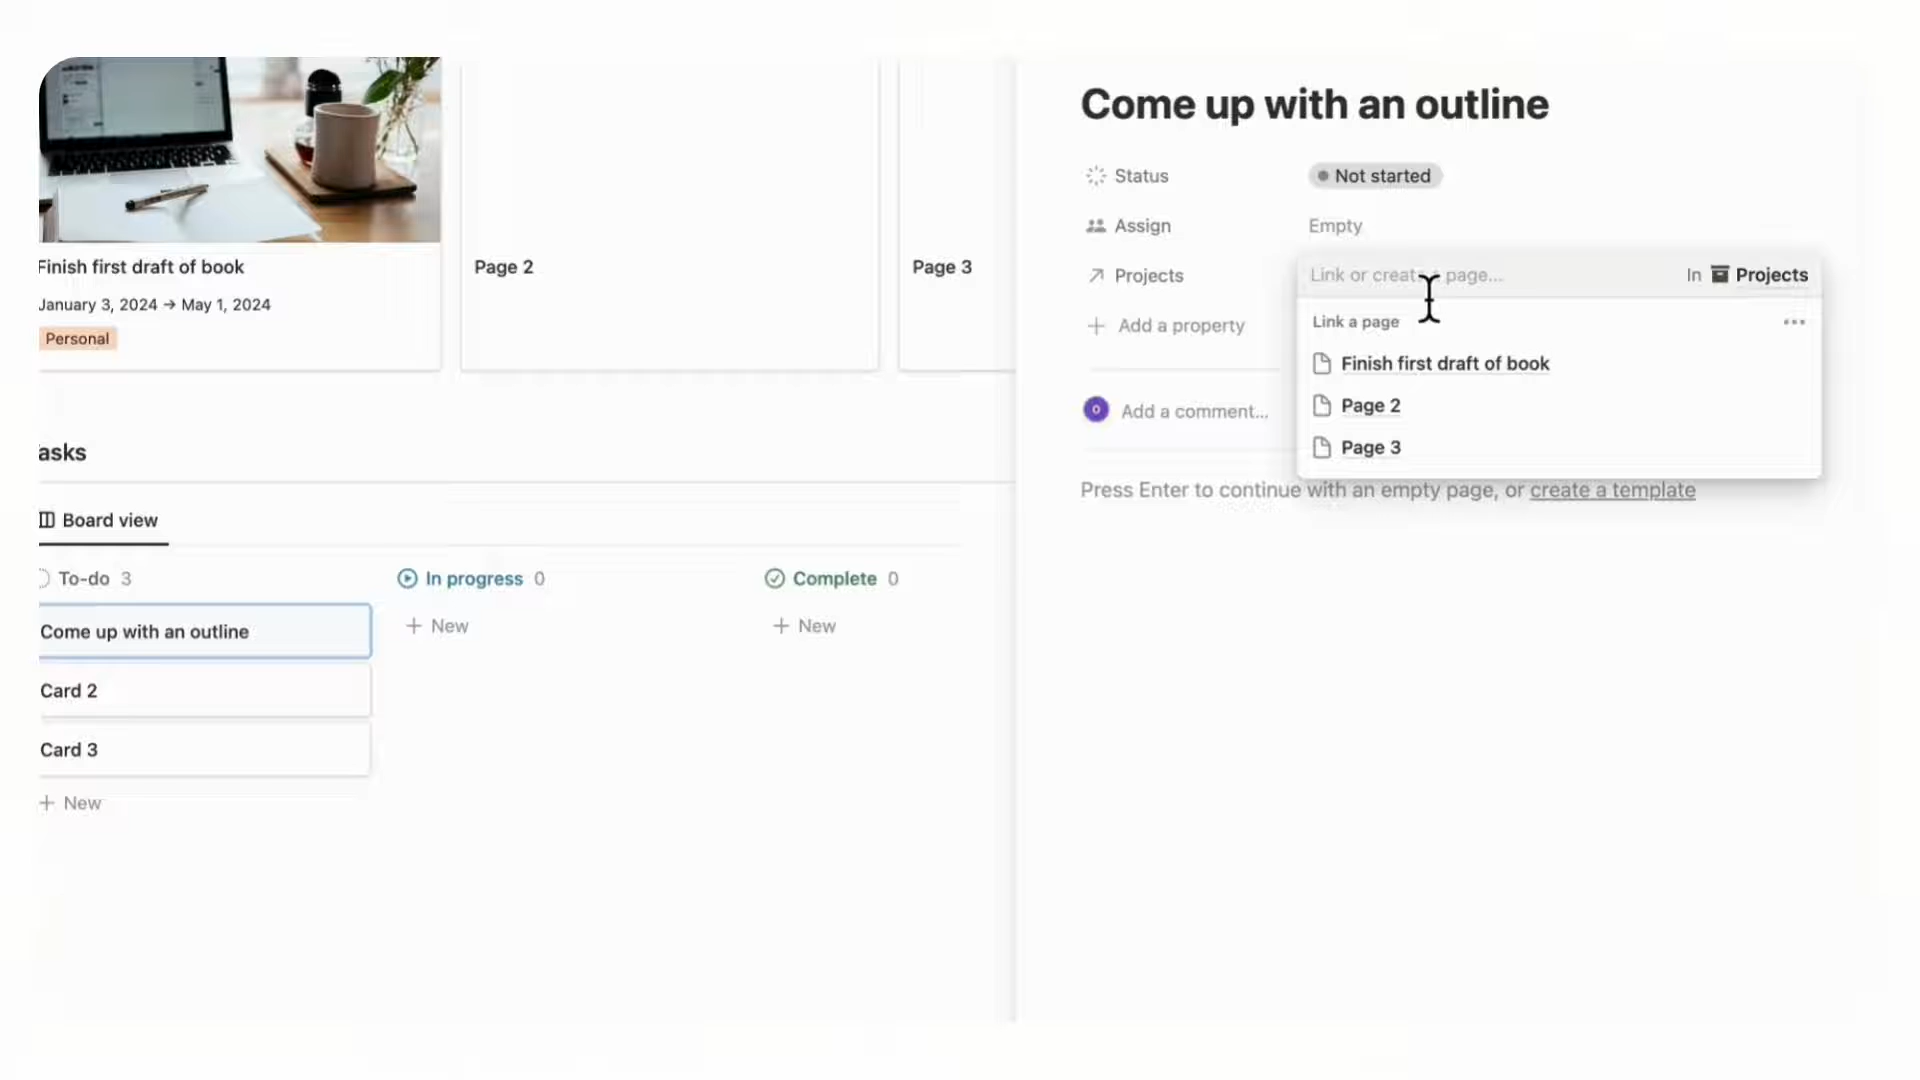 Finish first draft of book
January 3, 2024 → May 1, 2024
Personal
Page 2
Page 3
asks
Board view
To-do 3
In progress 0
Complete 0
Come up with an outline
+ New
+ New
Card 2
Card 3
+ New
Come up with an outline
Status
Not started
Assign
Empty
Projects
Link or create a page...
In Projects
+ Add a property
Link a page
Finish first draft of book
Page 2
Page 3
O
Add a comment...
Press Enter to continue with an empty page, or create a template